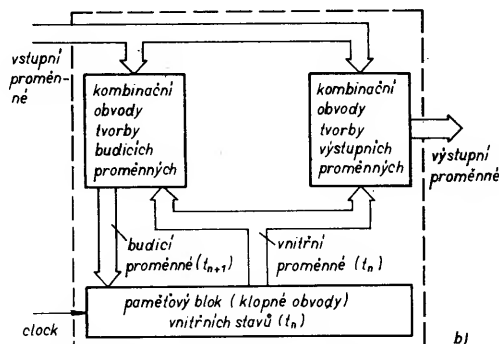 vstupní
proměn-
né
kombinační
obvody
tvorby
budicích
proměnných
kombinační
obvody
tvorby
výstupních
proměnných
výstupní
proměnné
budicí
proměnné (tn+1)
vnitřní
proměnné (tn)
paměťový blok (klopné obvody)
vnitřních stavů (tn)
clock
b)